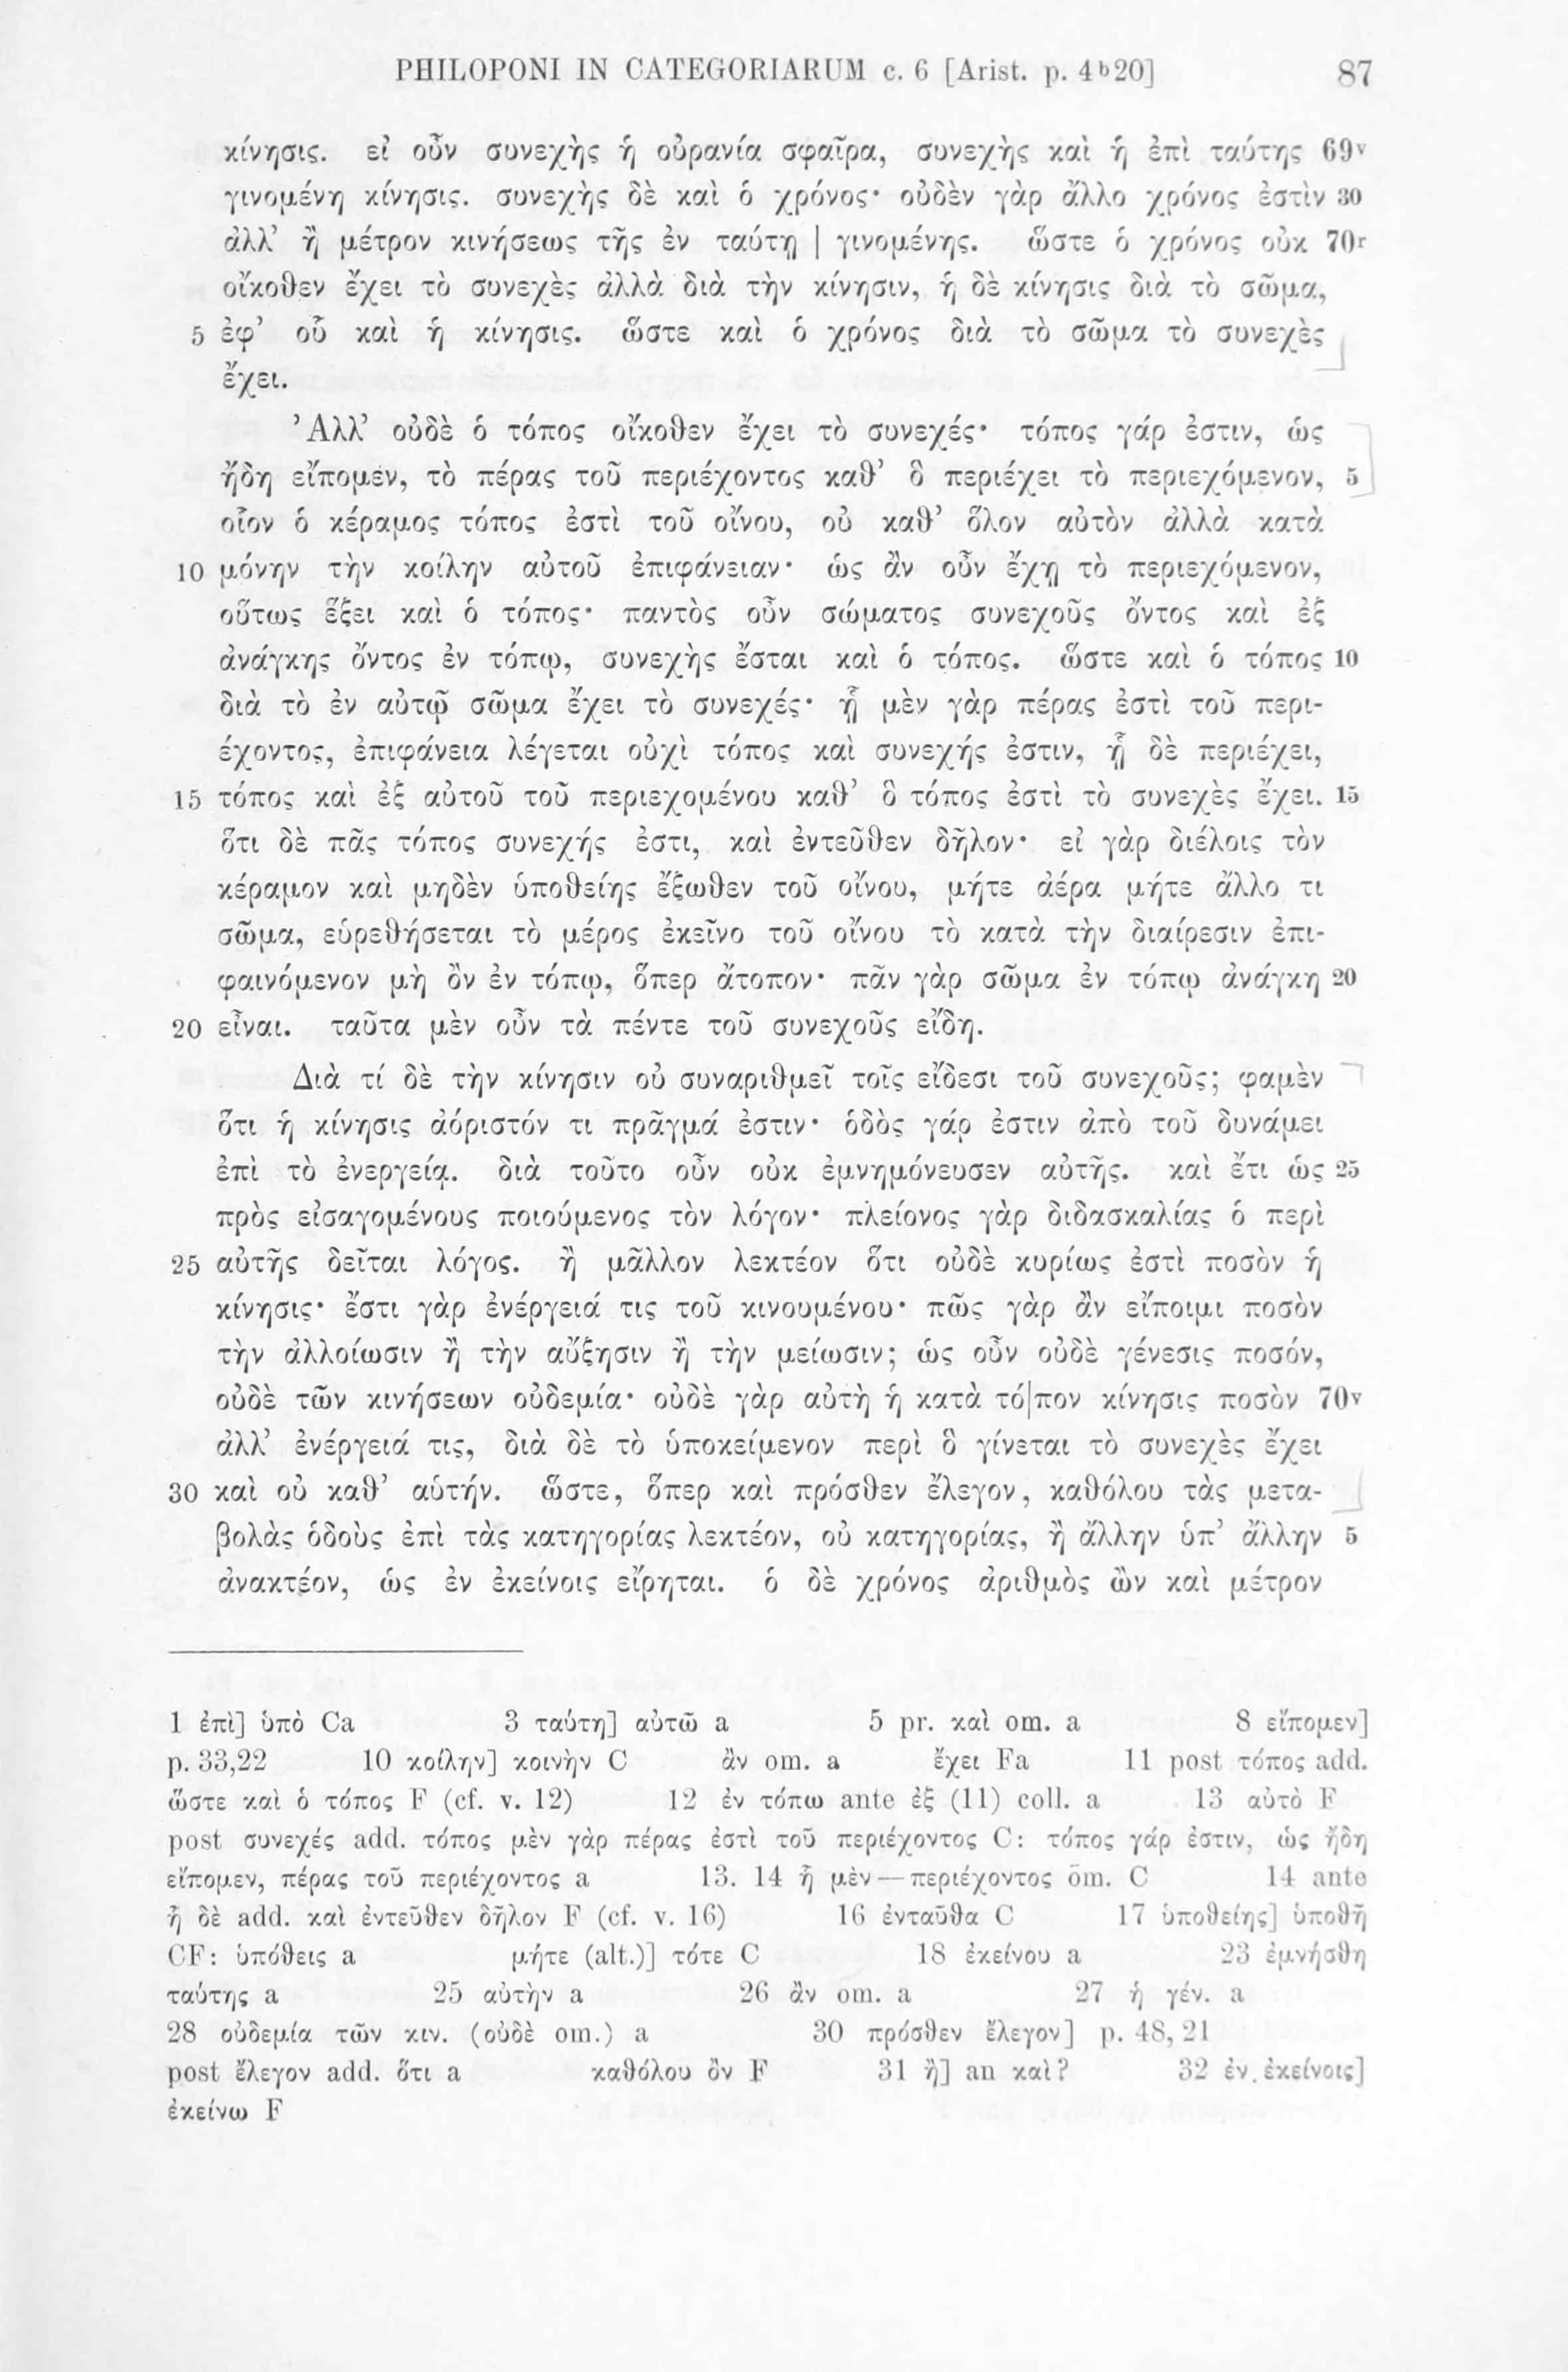 PHILOPONI IN CATEGORIARUM c. 6 [Arist. p. 4ᵇ20] 87
κίνησις. εἰ οὖν συνεχὴς ἡ οὐρανία σφαῖρα, συνεχὴς καὶ ἡ ἐπὶ ταύτης 69ᵛ
γινομένη κίνησις. συνεχὴς δὲ καὶ ὁ χρόνος· οὐδὲν γὰρ ἄλλο χρόνος ἐστὶν 30
ἀλλ’ ἢ μέτρον κινήσεως τῆς ἐν ταύτῃ | γινομένης. ὥστε ὁ χρόνος οὐκ 70ʳ
οἴκοθεν ἔχει τὸ συνεχὲς ἀλλὰ διὰ τὴν κίνησιν, ἡ δὲ κίνησις διὰ τὸ σῶμα,
5 ἐφ’ οὗ καὶ ἡ κίνησις. ὥστε καὶ ὁ χρόνος διὰ τὸ σῶμα τὸ συνεχὲς
ἔχει.
Ἀλλ’ οὐδὲ ὁ τόπος οἴκοθεν ἔχει τὸ συνεχές· τόπος γάρ ἐστιν, ὡς
ἤδη εἴπομεν, τὸ πέρας τοῦ περιέχοντος καθ’ ὃ περιέχει τὸ περιεχόμενον, 5
οἷον ὁ κέραμος τόπος ἐστὶ τοῦ οἴνου, οὐ καθ’ ὅλον αὐτὸν ἀλλὰ κατὰ
10 μόνην τὴν κοίλην αὐτοῦ ἐπιφάνειαν· ὡς ἂν οὖν ἔχῃ τὸ περιεχόμενον,
οὕτως ἕξει καὶ ὁ τόπος· παντὸς οὖν σώματος συνεχοῦς ὄντος καὶ ἐξ
ἀνάγκης ὄντος ἐν τόπῳ, συνεχὴς ἔσται καὶ ὁ τόπος. ὥστε καὶ ὁ τόπος 10
διὰ τὸ ἐν αὐτῷ σῶμα ἔχει τὸ συνεχές· ᾗ μὲν γὰρ πέρας ἐστὶ τοῦ περι-
έχοντος, ἐπιφάνεια λέγεται οὐχὶ τόπος καὶ συνεχής ἐστιν, ᾗ δὲ περιέχει,
15 τόπος καὶ ἐξ αὐτοῦ τοῦ περιεχομένου καθ’ ὃ τόπος ἐστὶ τὸ συνεχὲς ἔχει. 15
ὅτι δὲ πᾶς τόπος συνεχής ἐστι, καὶ ἐντεῦθεν δῆλον· εἰ γὰρ διέλοις τὸν
κέραμον καὶ μηδὲν ὑποθείης ἔξωθεν τοῦ οἴνου, μήτε ἀέρα μήτε ἄλλο τι
σῶμα, εὑρεθήσεται τὸ μέρος ἐκεῖνο τοῦ οἴνου τὸ κατὰ τὴν διαίρεσιν ἐπι-
φαινόμενον μὴ ὂν ἐν τόπῳ, ὅπερ ἄτοπον· πᾶν γὰρ σῶμα ἐν τόπῳ ἀνάγκη 20
20 εἶναι. ταῦτα μὲν οὖν τὰ πέντε τοῦ συνεχοῦς εἴδη.
Διὰ τί δὲ τὴν κίνησιν οὐ συναριθμεῖ τοῖς εἴδεσι τοῦ συνεχοῦς; φαμὲν
ὅτι ἡ κίνησις ἀόριστόν τι πρᾶγμά ἐστιν· ὁδὸς γάρ ἐστιν ἀπὸ τοῦ δυνάμει
ἐπὶ τὸ ἐνεργείᾳ. διὰ τοῦτο οὖν οὐκ ἐμνημόνευσεν αὐτῆς. καὶ ἔτι ὡς 25
πρὸς εἰσαγομένους ποιούμενος τὸν λόγον· πλείονος γὰρ διδασκαλίας ὁ περὶ
25 αὐτῆς δεῖται λόγος. ἢ μᾶλλον λεκτέον ὅτι οὐδὲ κυρίως ἐστὶ ποσὸν ἡ
κίνησις· ἔστι γὰρ ἐνέργειά τις τοῦ κινουμένου· πῶς γὰρ ἂν εἴποιμι ποσὸν
τὴν ἀλλοίωσιν ἢ τὴν αὔξησιν ἢ τὴν μείωσιν; ὡς οὖν οὐδὲ γένεσις ποσόν,
οὐδὲ τῶν κινήσεων οὐδεμία· οὐδὲ γὰρ αὐτὴ ἡ κατὰ τό|πον κίνησις ποσὸν 70ᵛ
ἀλλ’ ἐνέργειά τις, διὰ δὲ τὸ ὑποκείμενον περὶ ὃ γίνεται τὸ συνεχὲς ἔχει
30 καὶ οὐ καθ’ αὑτήν. ὥστε, ὅπερ καὶ πρόσθεν ἔλεγον, καθόλου τὰς μετα-
βολὰς ὁδοὺς ἐπὶ τὰς κατηγορίας λεκτέον, οὐ κατηγορίας, ἢ ἄλλην ὑπ’ ἄλλην 5
ἀνακτέον, ὡς ἐν ἐκείνοις εἴρηται. ὁ δὲ χρόνος ἀριθμὸς ὢν καὶ μέτρον
1 ἐπὶ] ὑπὸ Ca 3 ταύτῃ] αὐτῶ a 5 pr. καὶ om. a 8 εἴπομεν]
p. 33,22 10 κοίλην] κοινὴν C ἂν om. a ἔχει Fa 11 post τόπος add.
ὥστε καὶ ὁ τόπος F (cf. v. 12) 12 ἐν τόπω ante ἐξ (11) coll. a 13 αὐτὸ F
post συνεχές add. τόπος μὲν γὰρ πέρας ἐστὶ τοῦ περιέχοντος C: τόπος γάρ ἐστιν, ὡς ἤδη
εἴπομεν, πέρας τοῦ περιέχοντος a 13. 14 ᾗ μὲν — περιέχοντος om. C 14 ante
ᾗ δὲ add. καὶ ἐντεῦθεν δῆλον F (cf. v. 16) 16 ἐνταῦθα C 17 ὑποθείης] ὑποθῇ
CF: ὑπόθεις a μήτε (alt.)] τότε C 18 ἐκείνου a 23 ἐμνήσθη
ταύτης a 25 αὐτὴν a 26 ἂν om. a 27 ἡ γέν. a
28 οὐδεμία τῶν κιν. (οὐδὲ om.) a 30 πρόσθεν ἔλεγον] p. 48, 21
post ἔλεγον add. ὅτι a καθόλου ὂν F 31 ἢ] an καὶ? 32 ἐν ἐκείνοις]
ἐκείνω F